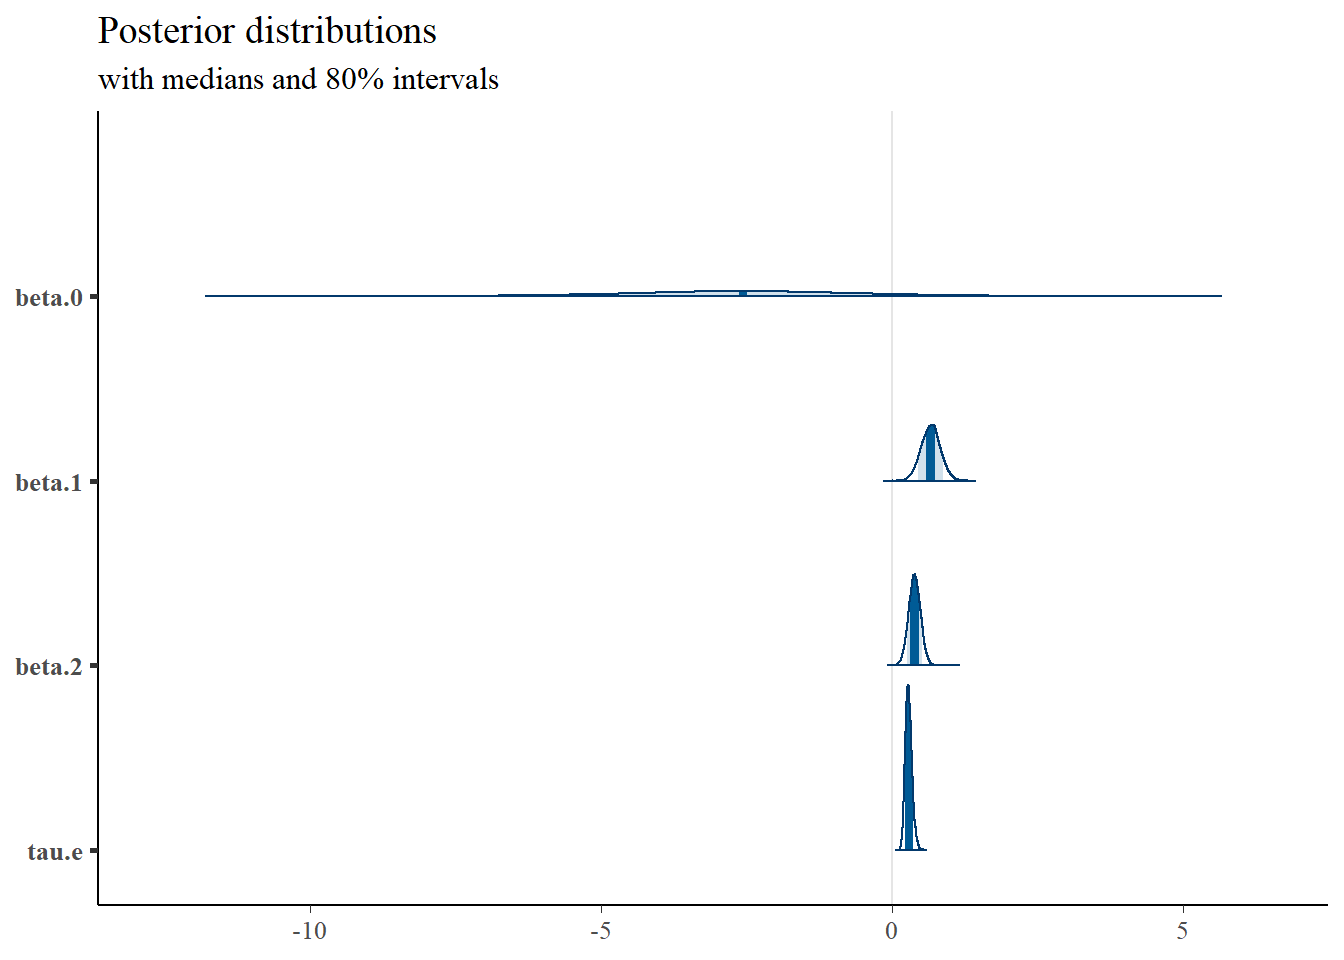 Posterior distributions
with medians and 80% intervals
beta.0
beta.1
beta.2
tau.e
-10 -5 0 5